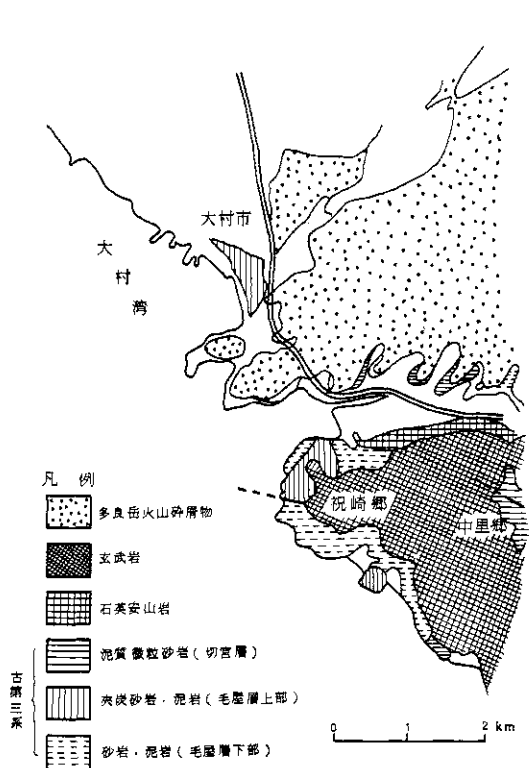 大村市
大村湾
祝崎郷
中里郷
凡例
多良岳火山砕屑物
玄武岩
石英安山岩
古第三系
泥質微粒砂岩(切宮層)
夾炭砂岩・泥岩(毛屋層上部)
砂岩・泥岩(毛屋層下部)
0 1 2 km